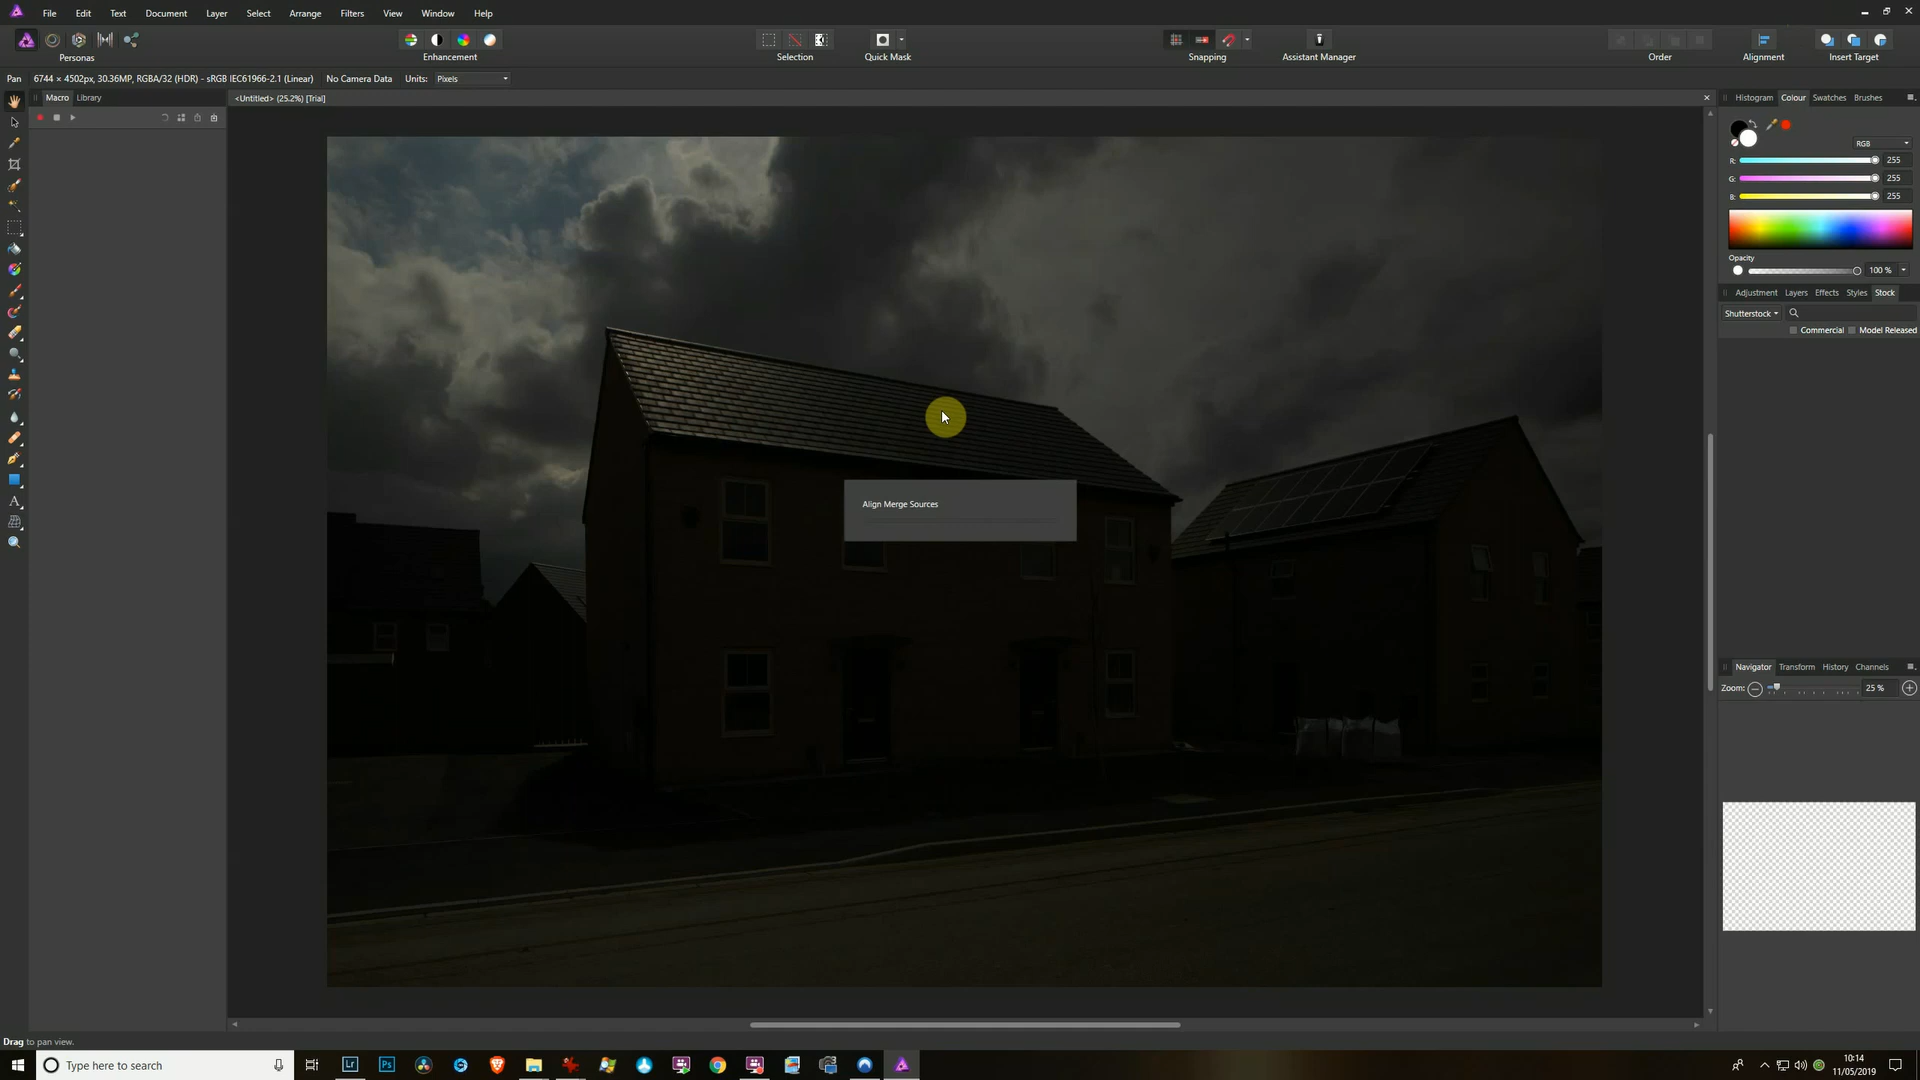 File Edit Text Document Layer Select Arrange Filters View Window Help
Personas Enhancement Selection Quick Mask Snapping Assistant Manager Order Alignment Insert Target
Pan 6744 × 4502px, 30.36MP, RGBA/32 (HDR) - sRGB IEC61966-2.1 (Linear) No Camera Data Units: Pixels
Macro Library
<Untitled> (25.2%) [Trial]
Histogram Colour Swatches Brushes
RGB
R: 255
G: 255
B: 255
Opacity
100 %
Adjustment Layers Effects Styles Stock
Shutterstock
Commercial Model Released
Align Merge Sources
Navigator Transform History Channels
Zoom: 25 %
Drag to pan view.
Type here to search
Lr Ps
10:14
11/05/2019